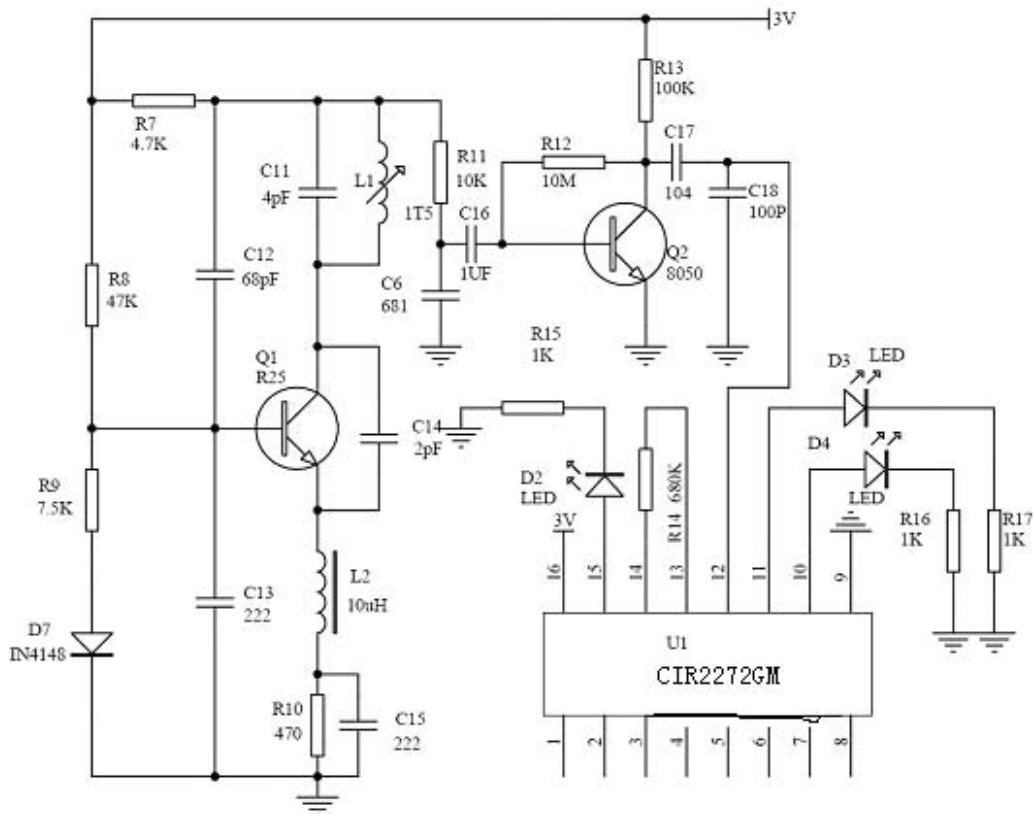 3V
R13
100K
R7
4.7K
C17
R11
10K
R12
10M
C11
4pF
L1
104
C18
100P
1T5
C16
1UF
Q2
8050
C12
68pF
R8
47K
C6
681
R15
1K
D3
LED
Q1
R25
C14
2pF
D4
LED
D2
LED
R14 680K
R9
7.5K
3V
R16
1K
R17
1K
16
15
14
13
12
11
10
9
L2
10uH
C13
222
D7
IN4148
U1
CIR2272GM
R10
470
C15
222
1
2
3
4
5
6
7
8